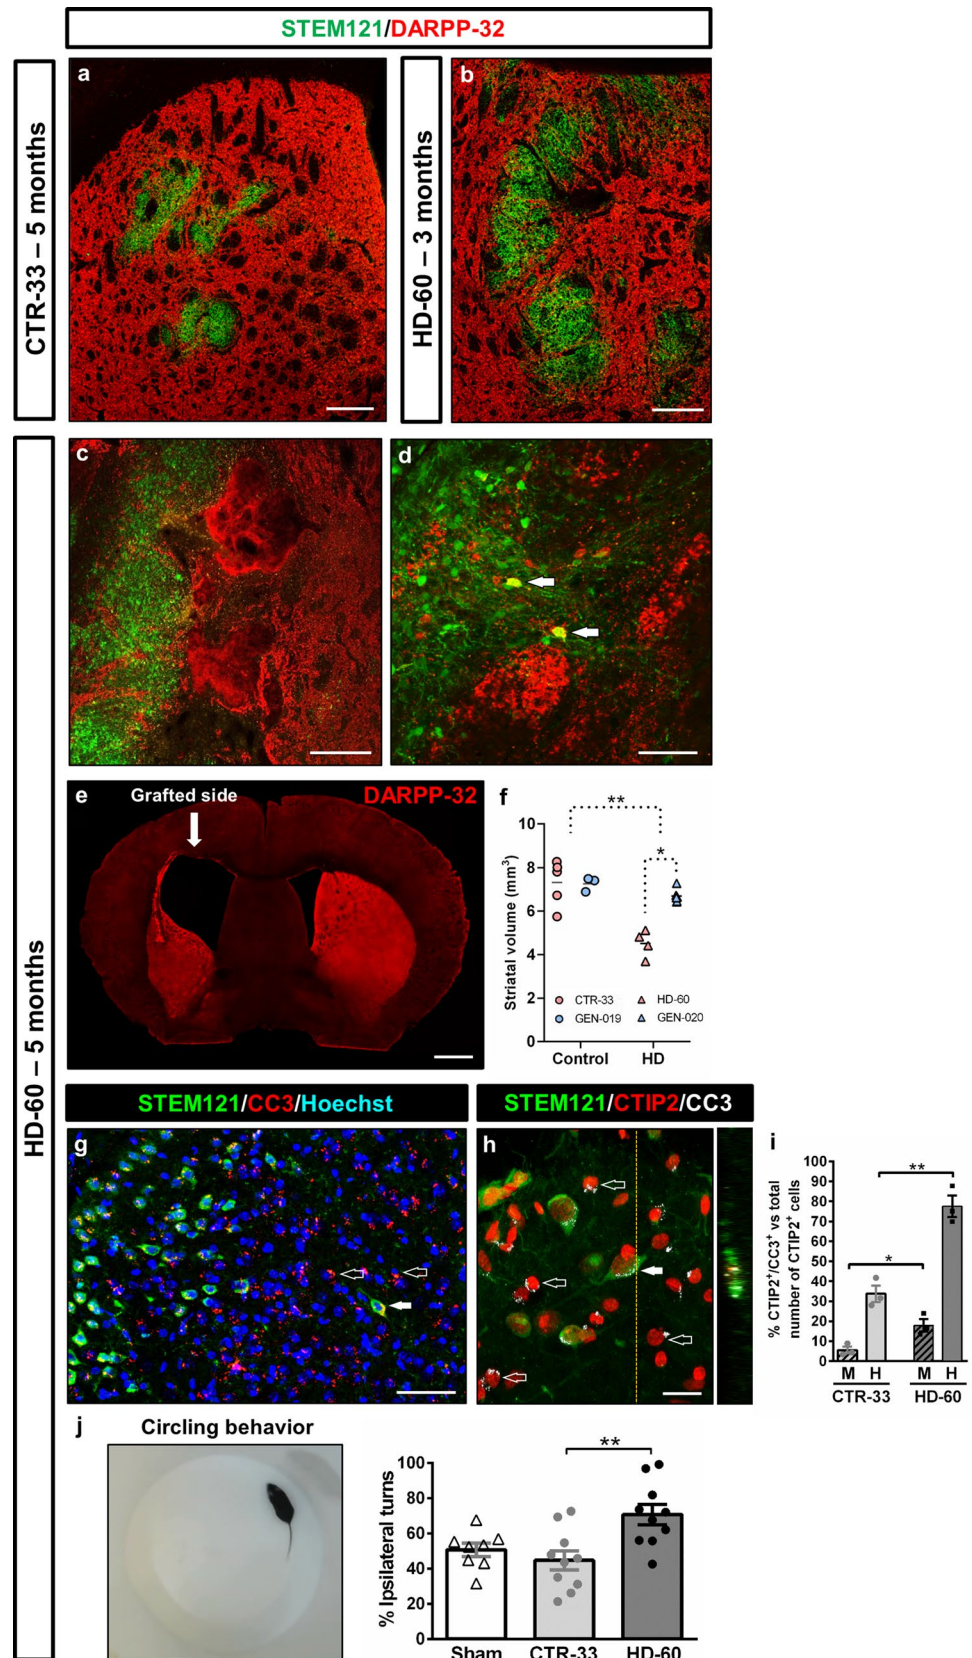 STEM121/DARPP-32
CTR-33 – 5 months
a
HD-60 – 3 months
b
HD-60 – 5 months
c
d
e
Grafted side
DARPP-32
f
**
*
Striatal volume (mm³)
10
8
6
4
2
0
CTR-33
HD-60
GEN-019
GEN-020
Control
HD
STEM121/CC3/Hoechst
g
STEM121/CTIP2/CC3
h
i
% CTIP2⁺/CC3⁺ vs total
number of CTIP2⁺ cells
100
90
80
70
60
50
40
30
20
10
0
**
*
M H M H
CTR-33 HD-60
j
Circling behavior
% Ipsilateral turns
100
80
60
40
20
0
**
Sham CTR-33 HD-60